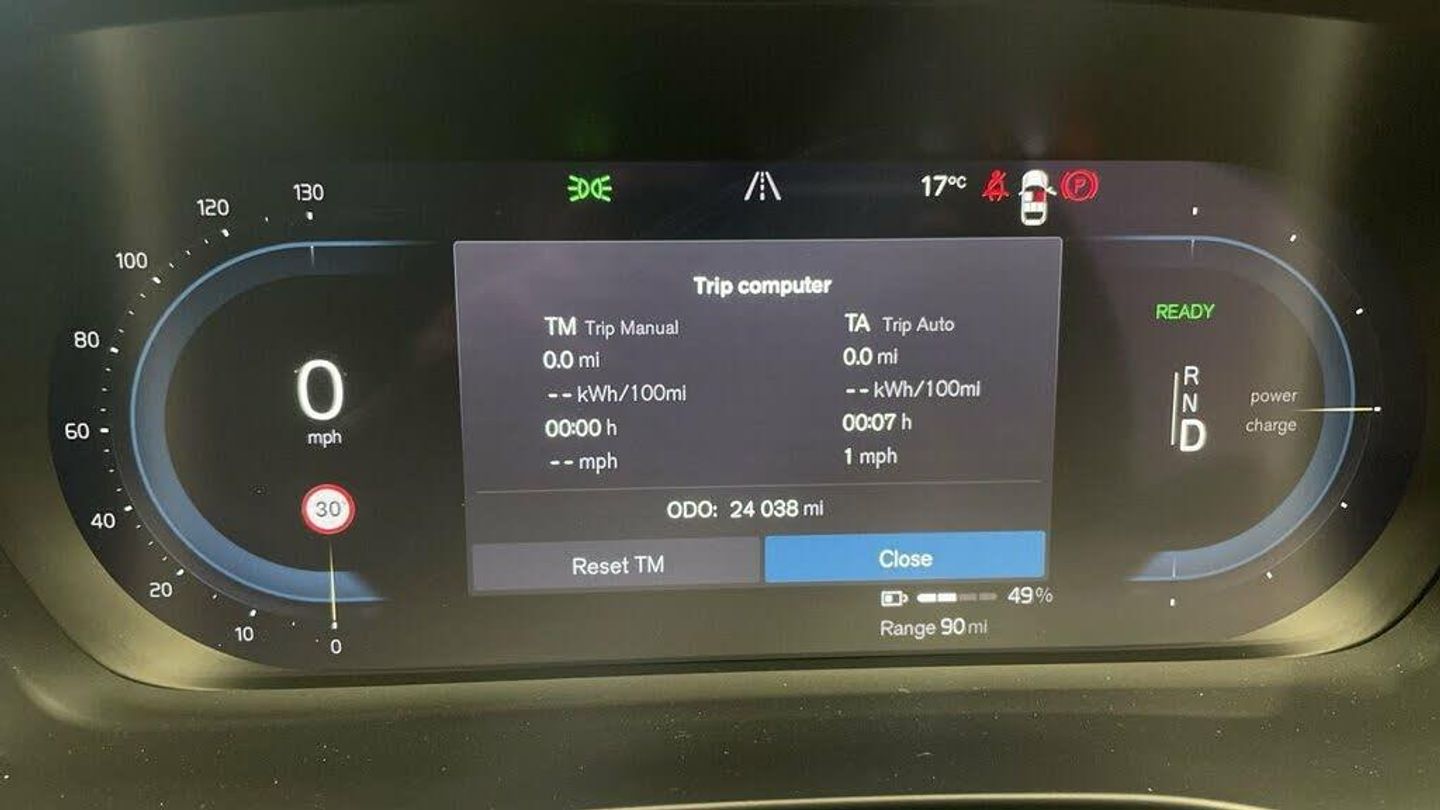 17°C
P
130
120
100
80
60
40
20
10
0
0
mph
30
Trip computer
TM Trip Manual
0.0 mi
-- kWh/100mi
00:00 h
-- mph
TA Trip Auto
0.0 mi
-- kWh/100mi
00:07 h
1 mph
ODO: 24 038 mi
Reset TM
Close
49%
Range 90 mi
READY
R
N
D
power
charge